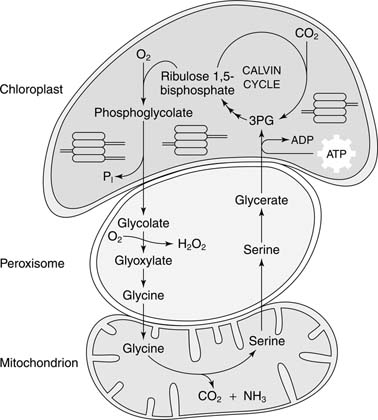 CO2
O2
Ribulose 1,5-
bisphosphate
CALVIN
CYCLE
Chloroplast
Phosphoglycolate
3PG
ADP
ATP
Pi
Glycolate
Glycerate
O2
H2O2
Glyoxylate
Serine
Peroxisome
Glycine
Glycine
Serine
Mitochondrion
CO2 + NH3